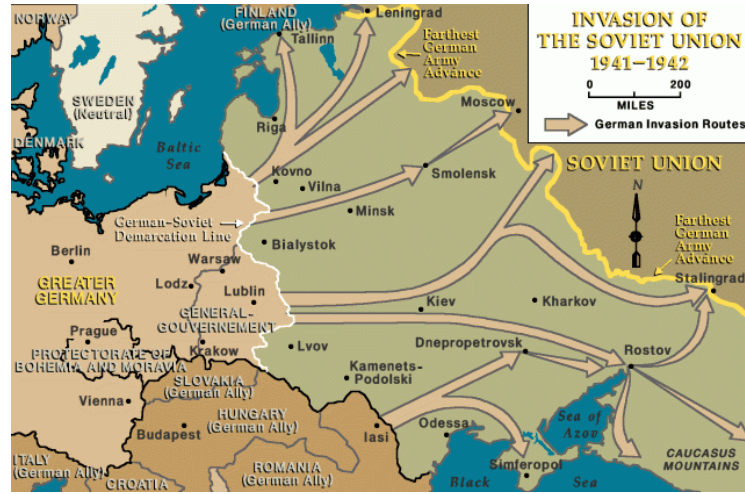 NORWAY
FINLAND
(German Ally)
Leningrad
Tallinn
Farthest
German
Army
Advance
INVASION OF
THE SOVIET UNION
1941–1942
0 200
MILES
German Invasion Routes
SWEDEN
(Neutral)
DENMARK
Baltic
Sea
Riga
Moscow
Kovno
Vilna
Smolensk
SOVIET UNION
N
German-Soviet
Demarcation Line
Minsk
Bialystok
Farthest
German
Army
Advance
Berlin
Warsaw
Stalingrad
GREATER
GERMANY
Lodz
Lublin
Kiev
Kharkov
GENERAL-
GOUVERNEMENT
Prague
Krakow
Lvov
Dnepropetrovsk
Rostov
PROTECTORATE OF
BOHEMIA AND MORAVIA
Kamenets-
Podolski
SLOVAKIA
(German Ally)
Vienna
HUNGARY
(German Ally)
Budapest
Iasi
Odessa
Sea of
Azov
CAUCASUS
MOUNTAINS
ITALY
(German Ally)
CROATIA
ROMANIA
(German Ally)
Simferopol
Black Sea